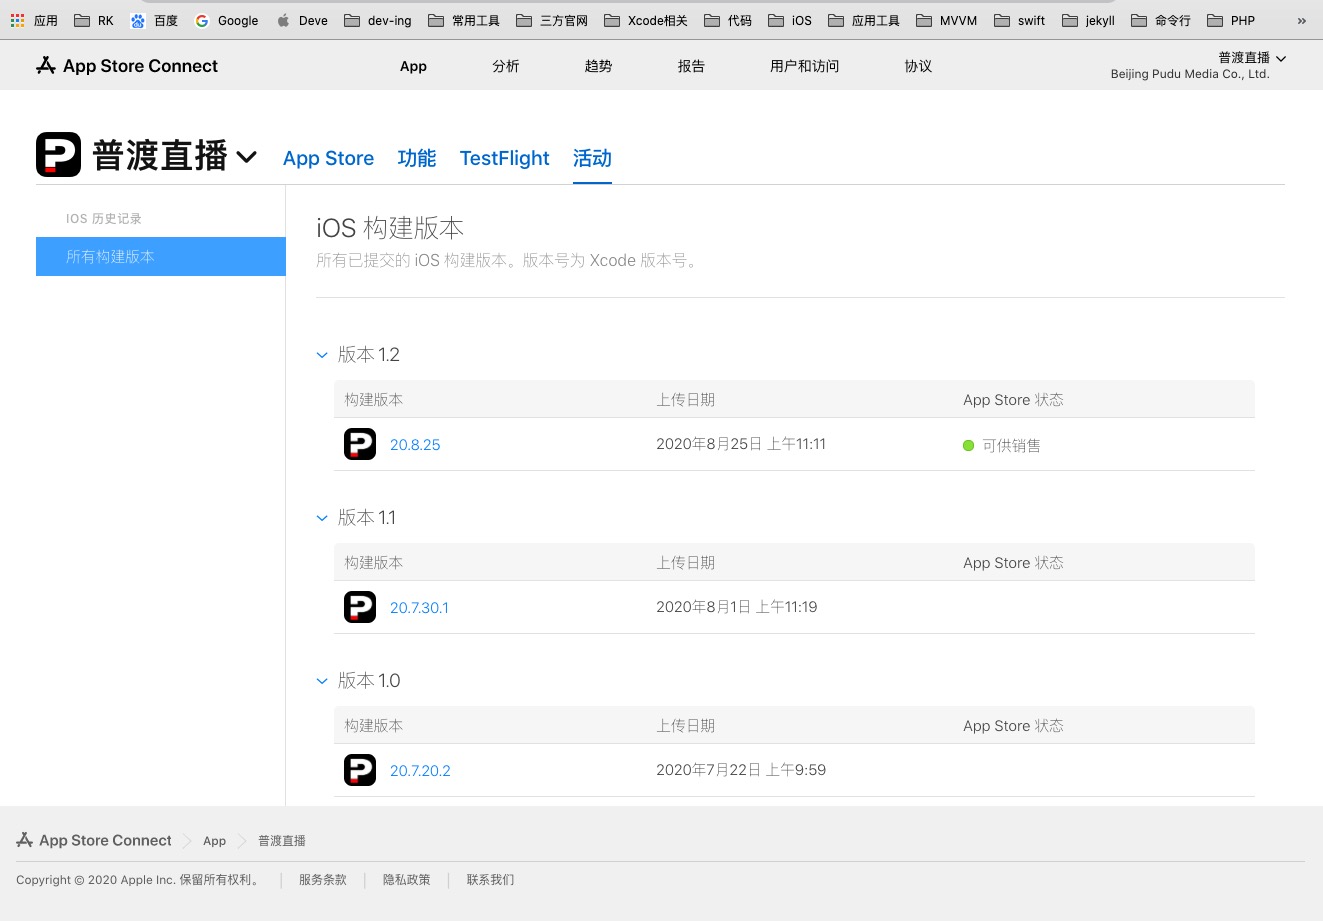 应用 RK 百度 Google Deve dev-ing 常用工具 三方官网 Xcode相关 代码 iOS 应用工具 MVVM swift jekyll 命令行 PHP »
App Store Connect App 分析 趋势 报告 用户和访问 协议 普渡直播
Beijing Pudu Media Co., Ltd.
普渡直播 App Store 功能 TestFlight 活动
IOS 历史记录
所有构建版本
iOS 构建版本
所有已提交的 iOS 构建版本。版本号为 Xcode 版本号。
版本 1.2
构建版本 上传日期 App Store 状态
20.8.25 2020年8月25日 上午11:11 可供销售
版本 1.1
构建版本 上传日期 App Store 状态
20.7.30.1 2020年8月1日 上午11:19
版本 1.0
构建版本 上传日期 App Store 状态
20.7.20.2 2020年7月22日 上午9:59
App Store Connect App 普渡直播
Copyright © 2020 Apple Inc. 保留所有权利。 服务条款 隐私政策 联系我们